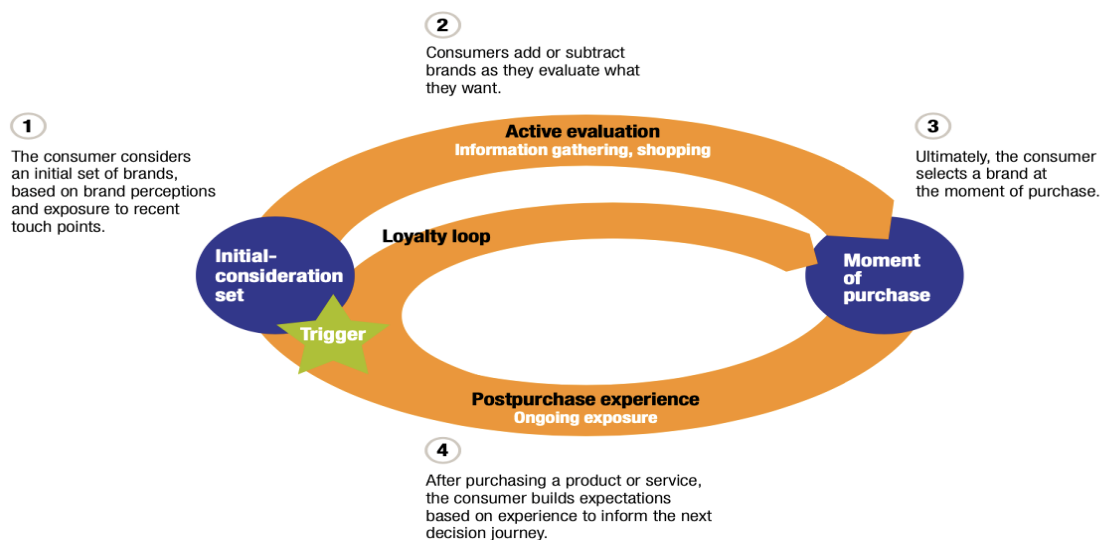 2
Consumers add or subtract
brands as they evaluate what
they want.
1
The consumer considers
an initial set of brands,
based on brand perceptions
and exposure to recent
touch points.
3
Ultimately, the consumer
selects a brand at
the moment of purchase.
Active evaluation
Information gathering, shopping
Loyalty loop
Initial-
consideration
set
Trigger
Moment
of
purchase
Postpurchase experience
Ongoing exposure
4
After purchasing a product or service,
the consumer builds expectations
based on experience to inform the next
decision journey.